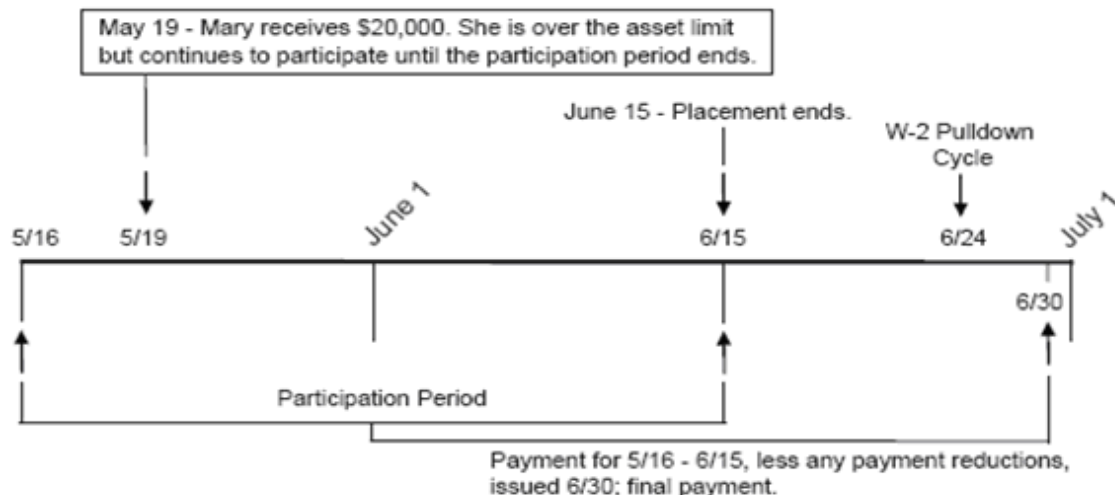 May 19 - Mary receives $20,000. She is over the asset limit
but continues to participate until the participation period ends.
June 15 - Placement ends.
W-2 Pulldown
Cycle
5/16
5/19
June 1
6/15
6/24
July 1
6/30
Participation Period
Payment for 5/16 - 6/15, less any payment reductions,
issued 6/30; final payment.